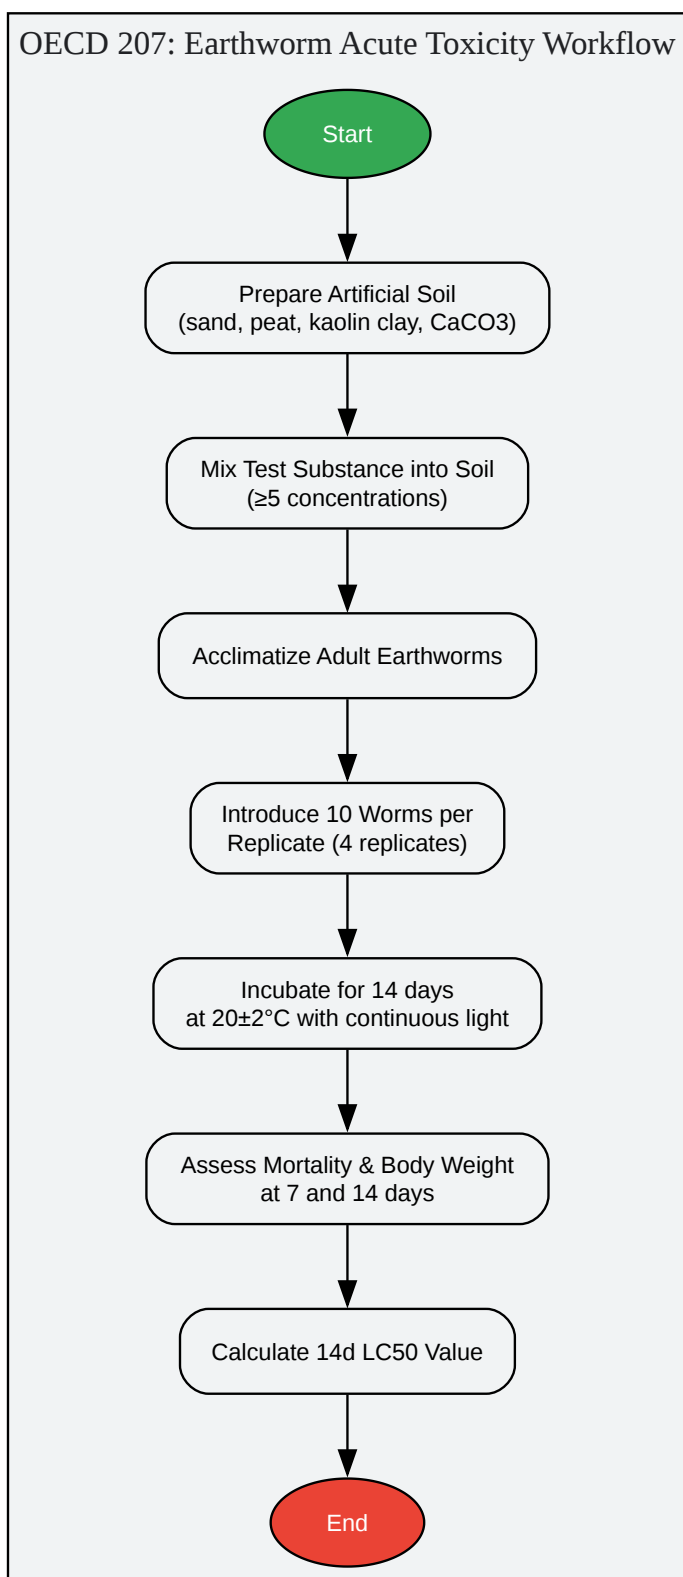 OECD 207: Earthworm Acute Toxicity Workflow
Start
Prepare Artificial Soil
(sand, peat, kaolin clay, CaCO3)
Mix Test Substance into Soil
(≥5 concentrations)
Acclimatize Adult Earthworms
Introduce 10 Worms per
Replicate (4 replicates)
Incubate for 14 days
at 20±2°C with continuous light
Assess Mortality & Body Weight
at 7 and 14 days
Calculate 14d LC50 Value
End